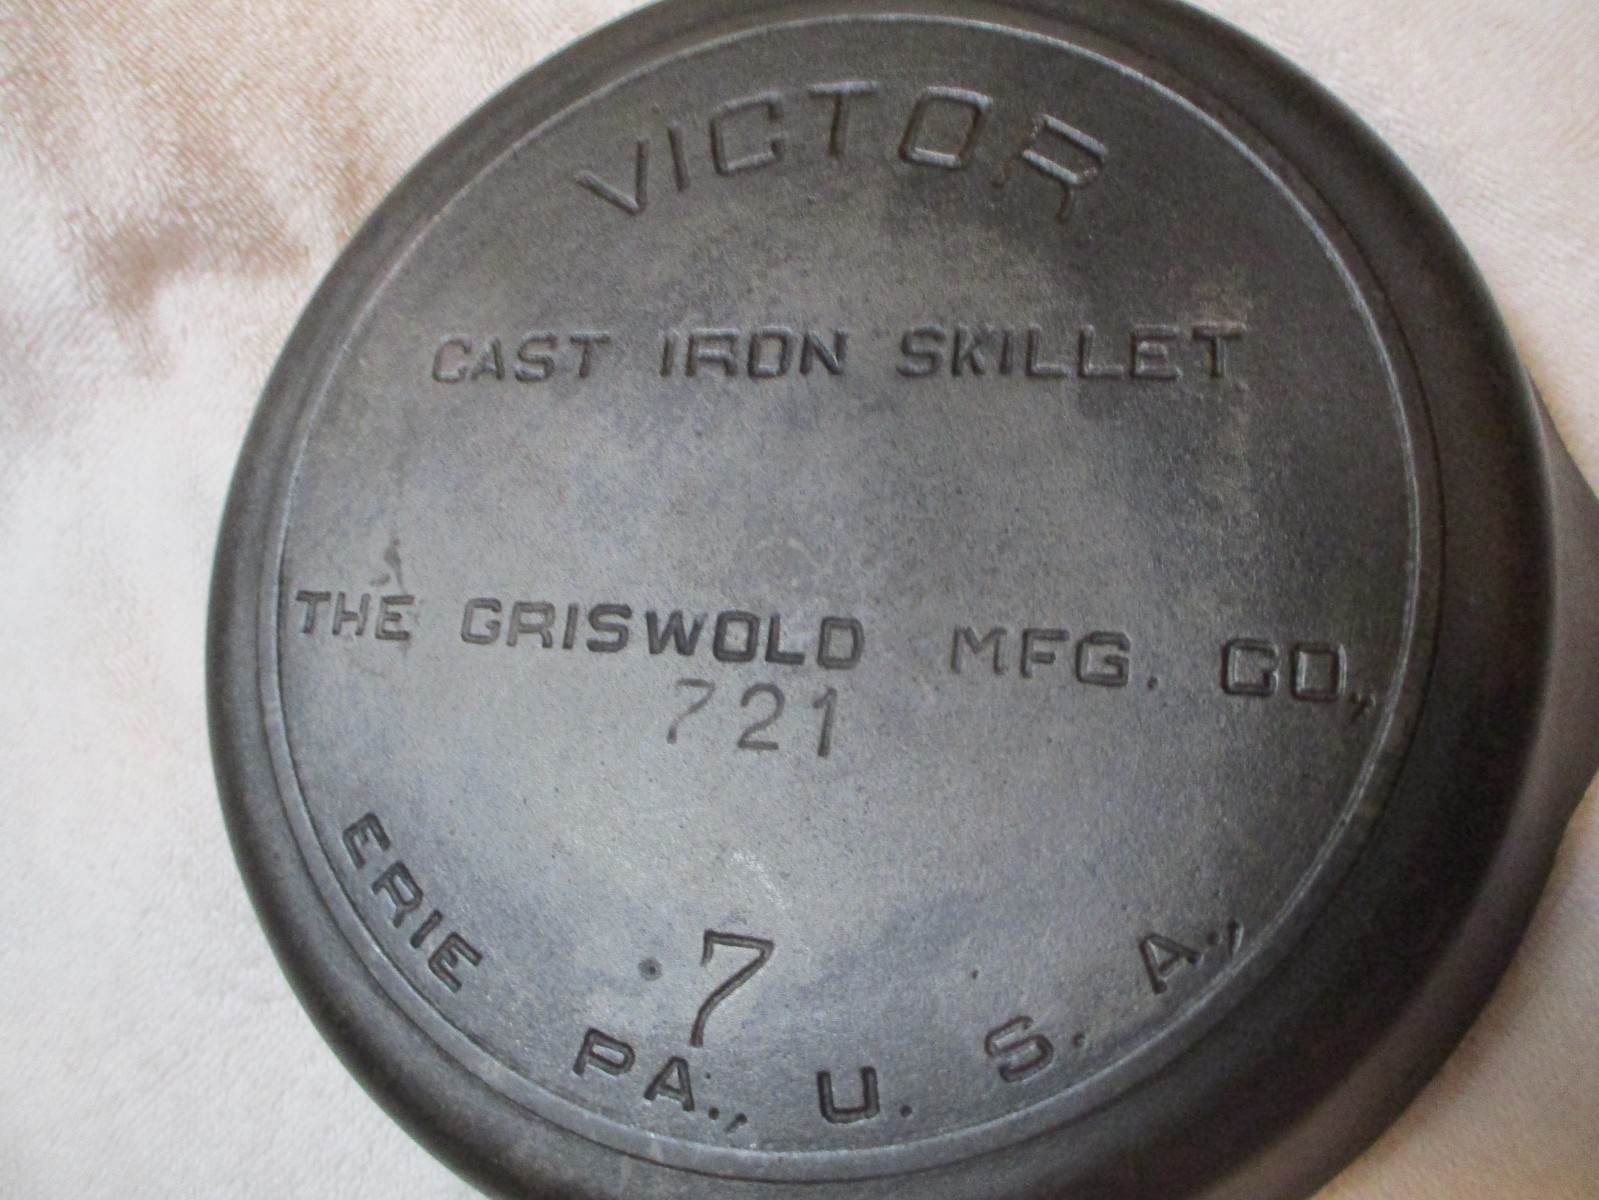 VICTOR
CAST IRON SKILLET
THE GRISWOLD MFG. CO.,
721
7
ERIE PA., U. S. A.,